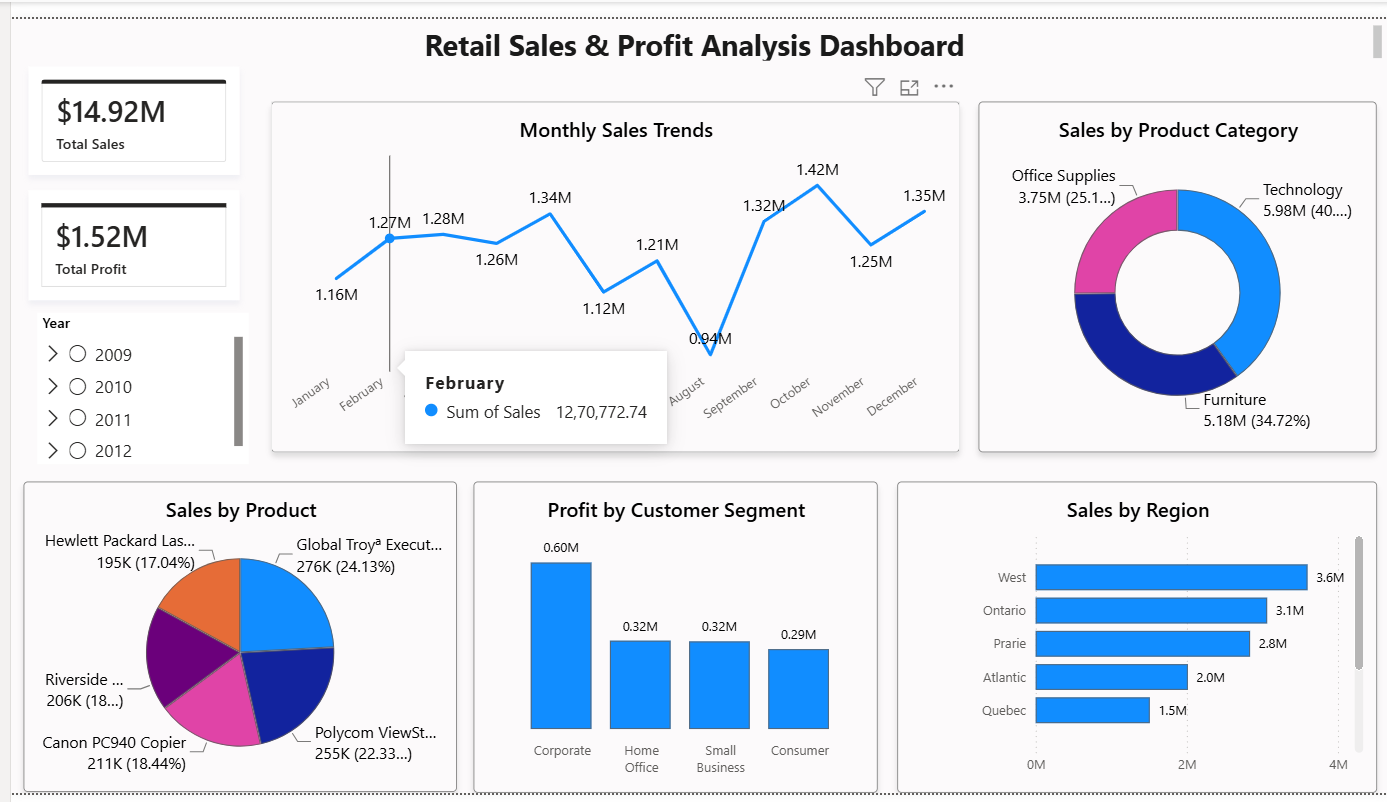 Retail Sales & Profit Analysis Dashboard
$14.92M
Total Sales
$1.52M
Total Profit
Year
2009
2010
2011
2012
Monthly Sales Trends
1.16M
1.27M
1.28M
1.26M
1.34M
1.12M
1.21M
0.94M
1.32M
1.42M
1.25M
1.35M
January
February
August
September
October
November
December
February
Sum of Sales 12,70,772.74
Sales by Product Category
Office Supplies
3.75M (25.1...)
Technology
5.98M (40....)
Furniture
5.18M (34.72%)
Sales by Product
Hewlett Packard Las...
195K (17.04%)
Global Troyª Execut...
276K (24.13%)
Riverside ...
206K (18...)
Canon PC940 Copier
211K (18.44%)
Polycom ViewSt...
255K (22.33...)
Profit by Customer Segment
0.60M
0.32M
0.32M
0.29M
Corporate
Home
Office
Small
Business
Consumer
Sales by Region
West 3.6M
Ontario 3.1M
Prarie 2.8M
Atlantic 2.0M
Quebec 1.5M
0M 2M 4M